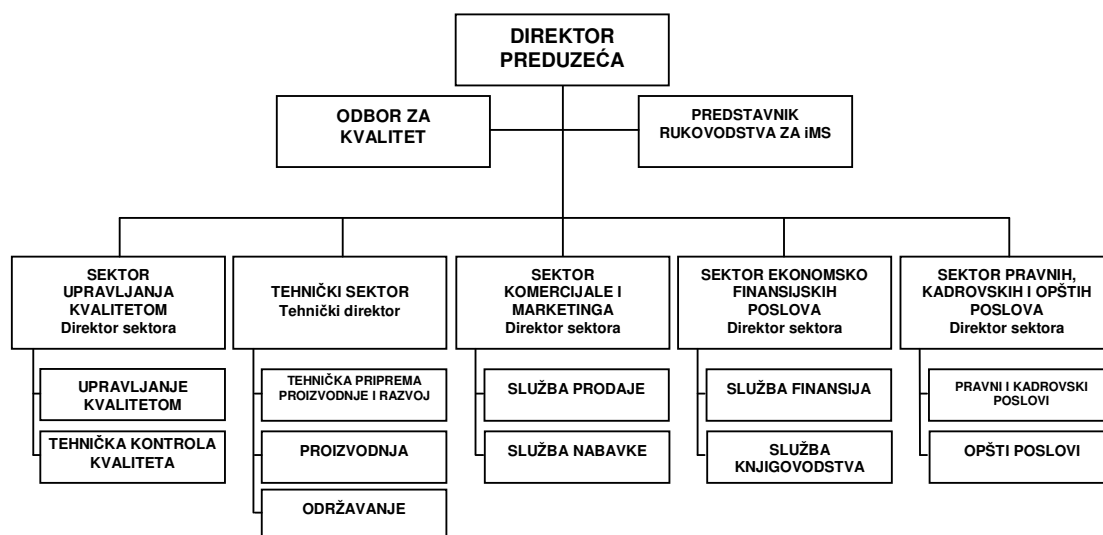 DIREKTOR
PREDUZEĆA
ODBOR ZA
KVALITET
PREDSTAVNIK
RUKOVODSTVA ZA iMS
SEKTOR
UPRAVLJANJA
KVALITETOM
Direktor sektora
TEHNIČKI SEKTOR
Tehnički direktor
SEKTOR
KOMERCIJALE I
MARKETINGA
Direktor sektora
SEKTOR EKONOMSKO
FINANSIJSKIH
POSLOVA
Direktor sektora
SEKTOR PRAVNIH,
KADROVSKIH I OPŠTIH
POSLOVA
Direktor sektora
UPRAVLJANJE
KVALITETOM
TEHNIČKA KONTROLA
KVALITETA
TEHNIČKA PRIPREMA
PROIZVODNJE I RAZVOJ
PROIZVODNJA
ODRŽAVANJE
SLUŽBA PRODAJE
SLUŽBA NABAVKE
SLUŽBA FINANSIJA
SLUŽBA
KNJIGOVODSTVA
PRAVNI I KADROVSKI
POSLOVI
OPŠTI POSLOVI